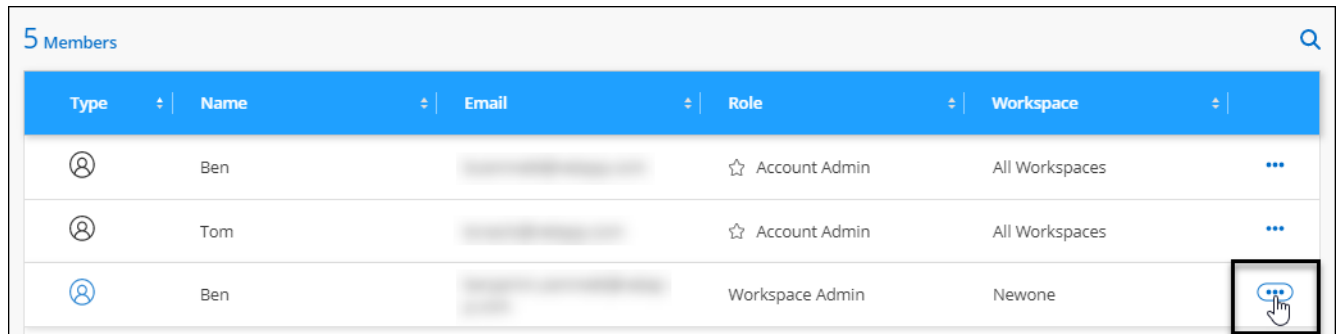 5 Members
Type Name Email Role Workspace
Ben Account Admin All Workspaces
Tom Account Admin All Workspaces
Ben Workspace Admin Newone